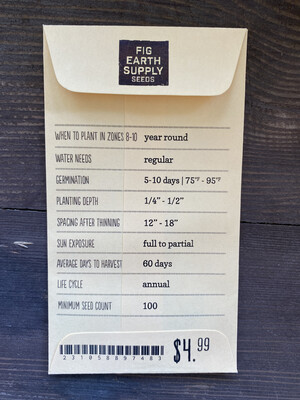 FIG
EARTH
SUPPLY
SEEDS
WHEN TO PLANT IN ZONES 8-10 year round
WATER NEEDS regular
GERMINATION 5-10 days | 75°F - 95°F
PLANTING DEPTH 1/4" - 1/2"
SPACING AFTER THINNING 12" - 18"
SUN EXPOSURE full to partial
AVERAGE DAYS TO HARVEST 60 days
LIFE CYCLE annual
MINIMUM SEED COUNT 100
231958897483 $4.99